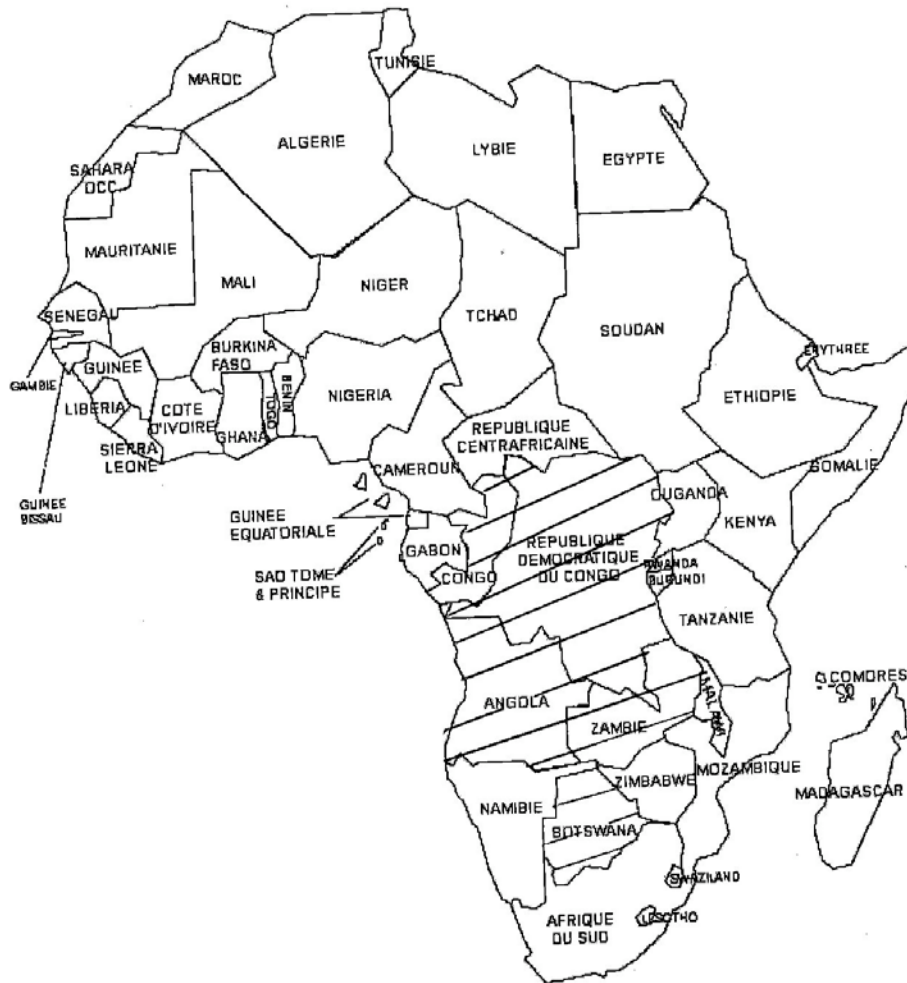 TUNISIE
MAROC
ALGERIE
LYBIE
EGYPTE
SAHARA
OCC
MAURITANIE
MALI
NIGER
TCHAD
SOUDAN
SENEGAL
GAMBIE
GUINEE
BURKINA
FASO
BENIN
TOGO
NIGERIA
ERYTHREE
ETHIOPIE
LIBERIA
COTE
D'IVOIRE
GHANA
SIERRA
LEONE
REPUBLIQUE
CENTRAFRICAINE
CAMEROUN
SOMALIE
GUINEE
BISSAU
GUINEE
EQUATORIALE
OUGANDA
KENYA
GABON
CONGO
REPUBLIQUE
DEMOCRATIQUE
DU CONGO
RWANDA
BURUNDI
SAO TOME
& PRINCIPE
TANZANIE
COMORES
ANGOLA
ZAMBIE
MOZAMBIQUE
ZIMBABWE
MADAGASCAR
NAMIBIE
BOTSWANA
SWAZILAND
LESOTHO
AFRIQUE
DU SUD